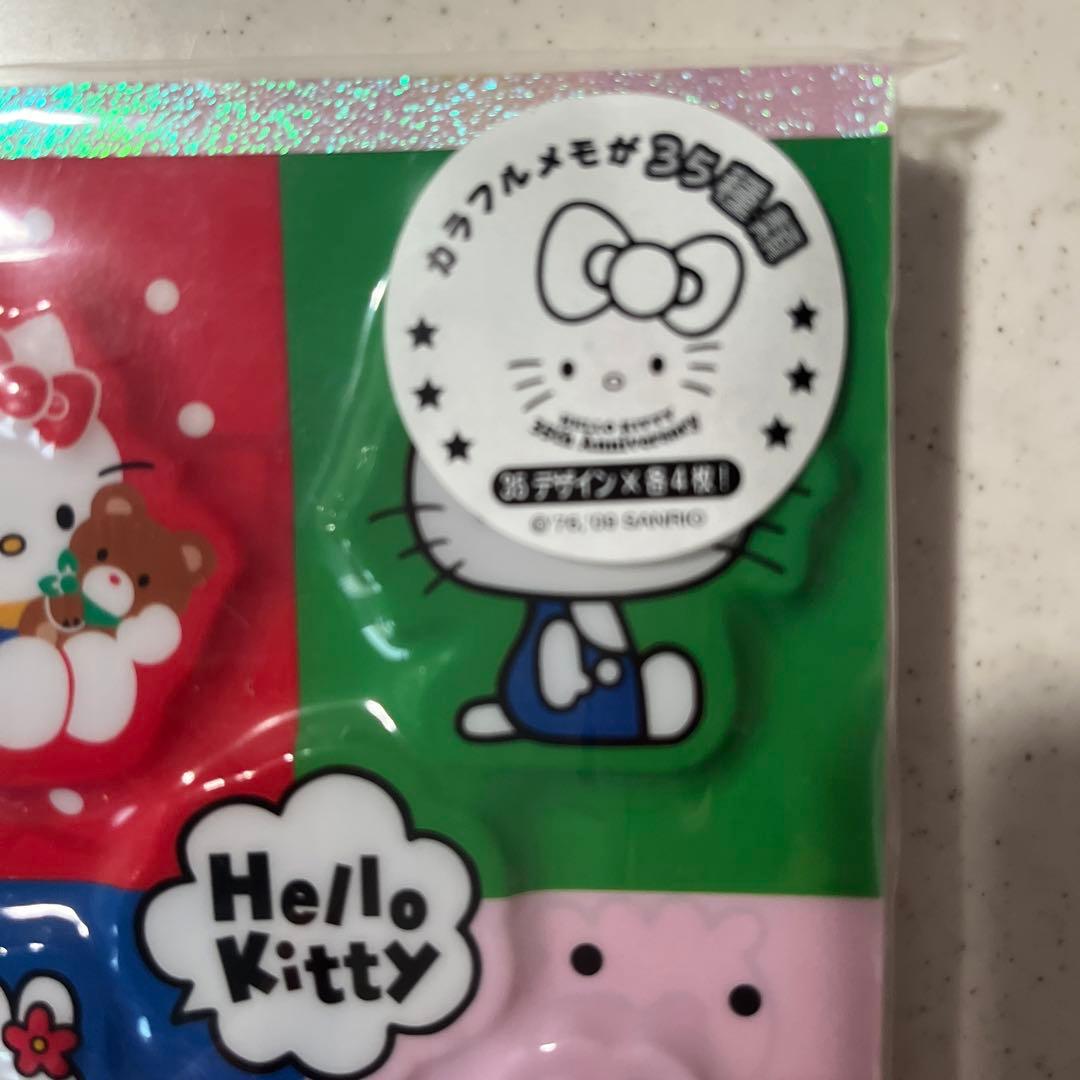 カラフルメモが35種類
HELLO KITTY
35th Anniversary
35デザイン×各4枚!
©'76,'09 SANRIO
Hello
Kitty